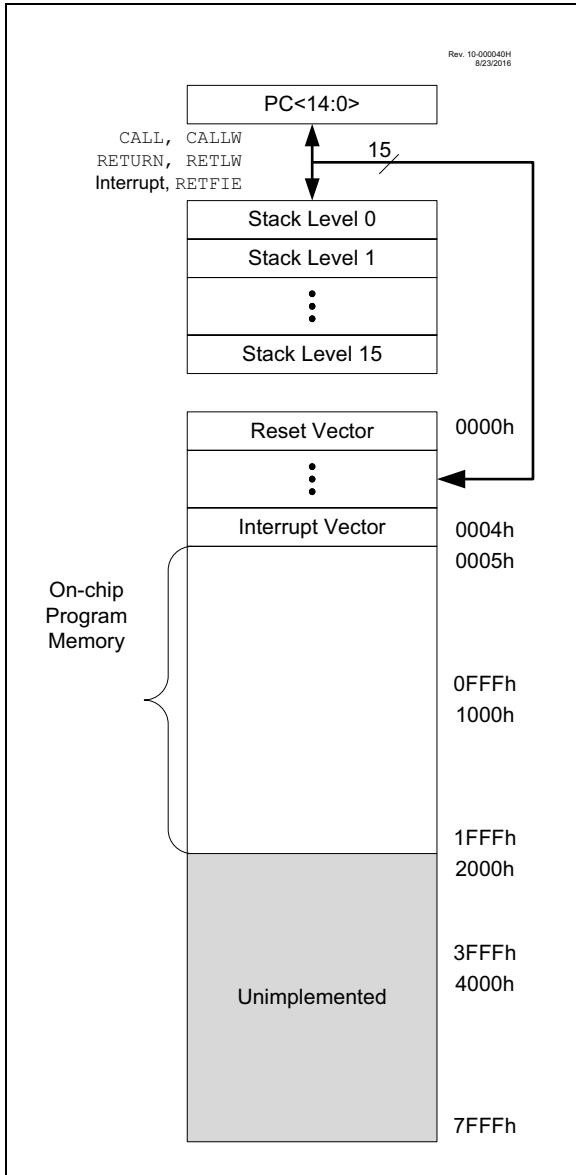 Rev. 10-000040H
8/23/2016
PC<14:0>
CALL, CALLW
RETURN, RETLW
Interrupt, RETFIE
15
Stack Level 0
Stack Level 1
Stack Level 15
Reset Vector
0000h
Interrupt Vector
0004h
0005h
On-chip
Program
Memory
0FFFh
1000h
1FFFh
2000h
3FFFh
4000h
Unimplemented
7FFFh